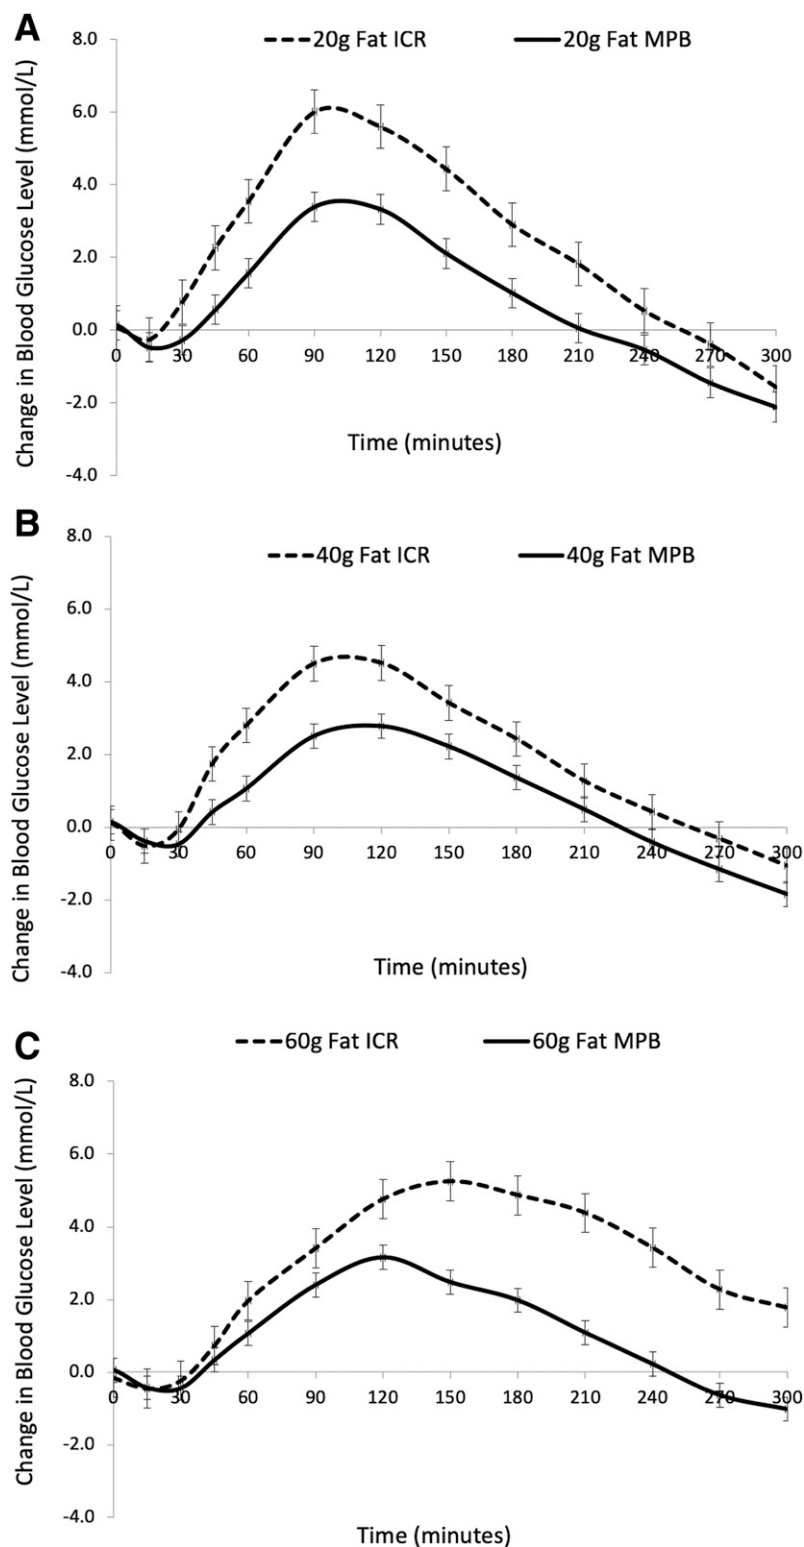 A
20g Fat ICR 20g Fat MPB
Change in Blood Glucose Level (mmol/L)
8.0
6.0
4.0
2.0
0.0
-2.0
-4.0
0 30 60 90 120 150 180 210 240 270 300
Time (minutes)
B
40g Fat ICR 40g Fat MPB
Change in Blood Glucose Level (mmol/L)
8.0
6.0
4.0
2.0
0.0
-2.0
-4.0
0 30 60 90 120 150 180 210 240 270 300
Time (minutes)
C
60g Fat ICR 60g Fat MPB
Change in Blood Glucose Level (mmol/L)
8.0
6.0
4.0
2.0
0.0
-2.0
-4.0
0 30 60 90 120 150 180 210 240 270 300
Time (minutes)